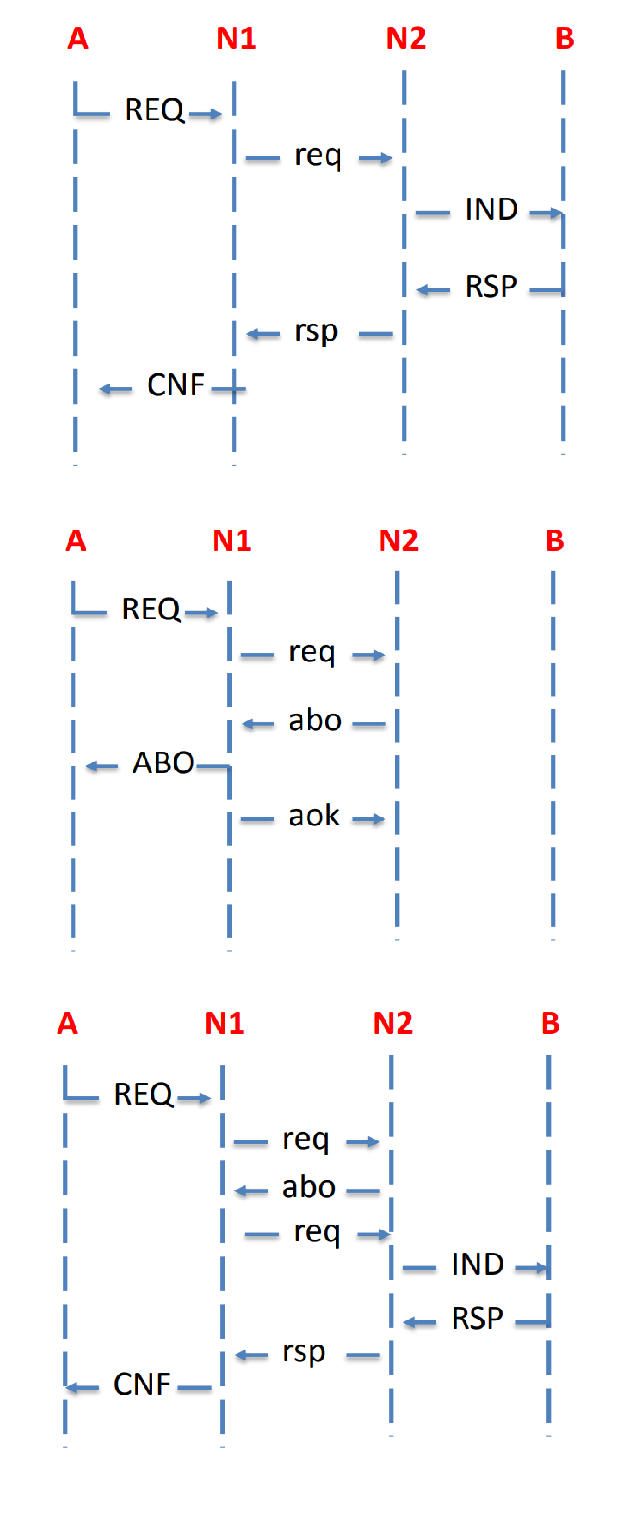 A N1 N2 B
REQ
req
IND
RSP
rsp
CNF
A N1 N2 B
REQ
req
abo
ABO
aok
A N1 N2 B
REQ
req
abo
req
IND
RSP
rsp
CNF